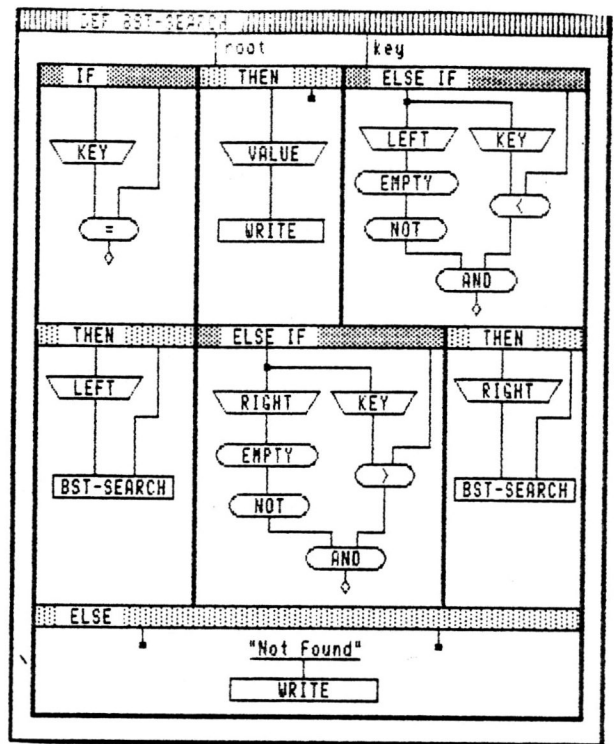 DEF BST-SEARCH
root key
IF THEN ELSE IF
KEY VALUE LEFT KEY
EMPTY <
= WRITE NOT
AND
THEN ELSE IF THEN
LEFT RIGHT KEY RIGHT
EMPTY >
BST-SEARCH NOT BST-SEARCH
AND
ELSE
"Not Found"
WRITE